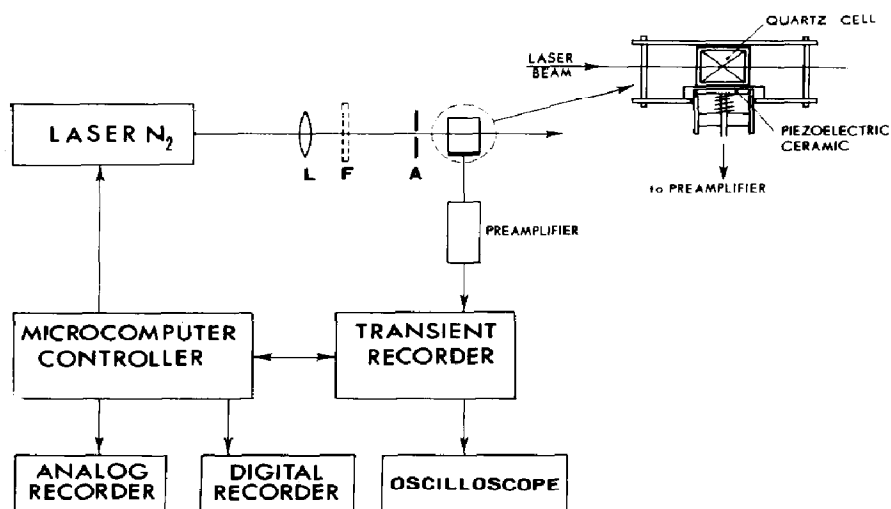 QUARTZ CELL
LASER
BEAM
PIEZOELECTRIC
CERAMIC
to PREAMPLIFIER
LASER N₂
L F A
PREAMPLIFIER
MICROCOMPUTER
CONTROLLER
TRANSIENT
RECORDER
ANALOG
RECORDER
DIGITAL
RECORDER
OSCILLOSCOPE